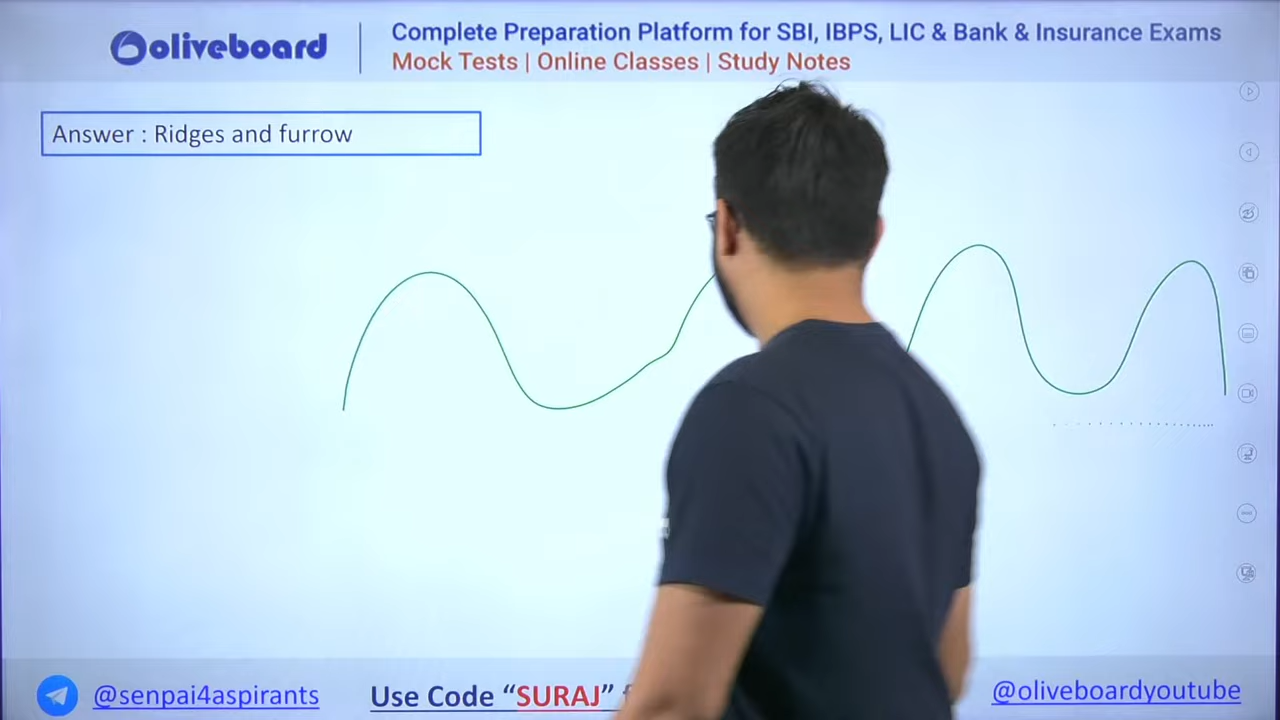 oliveboard
Complete Preparation Platform for SBI, IBPS, LIC & Bank & Insurance Exams
Mock Tests | Online Classes | Study Notes
Answer : Ridges and furrow
@senpai4aspirants
Use Code “SURAJ”
@oliveboardyoutube